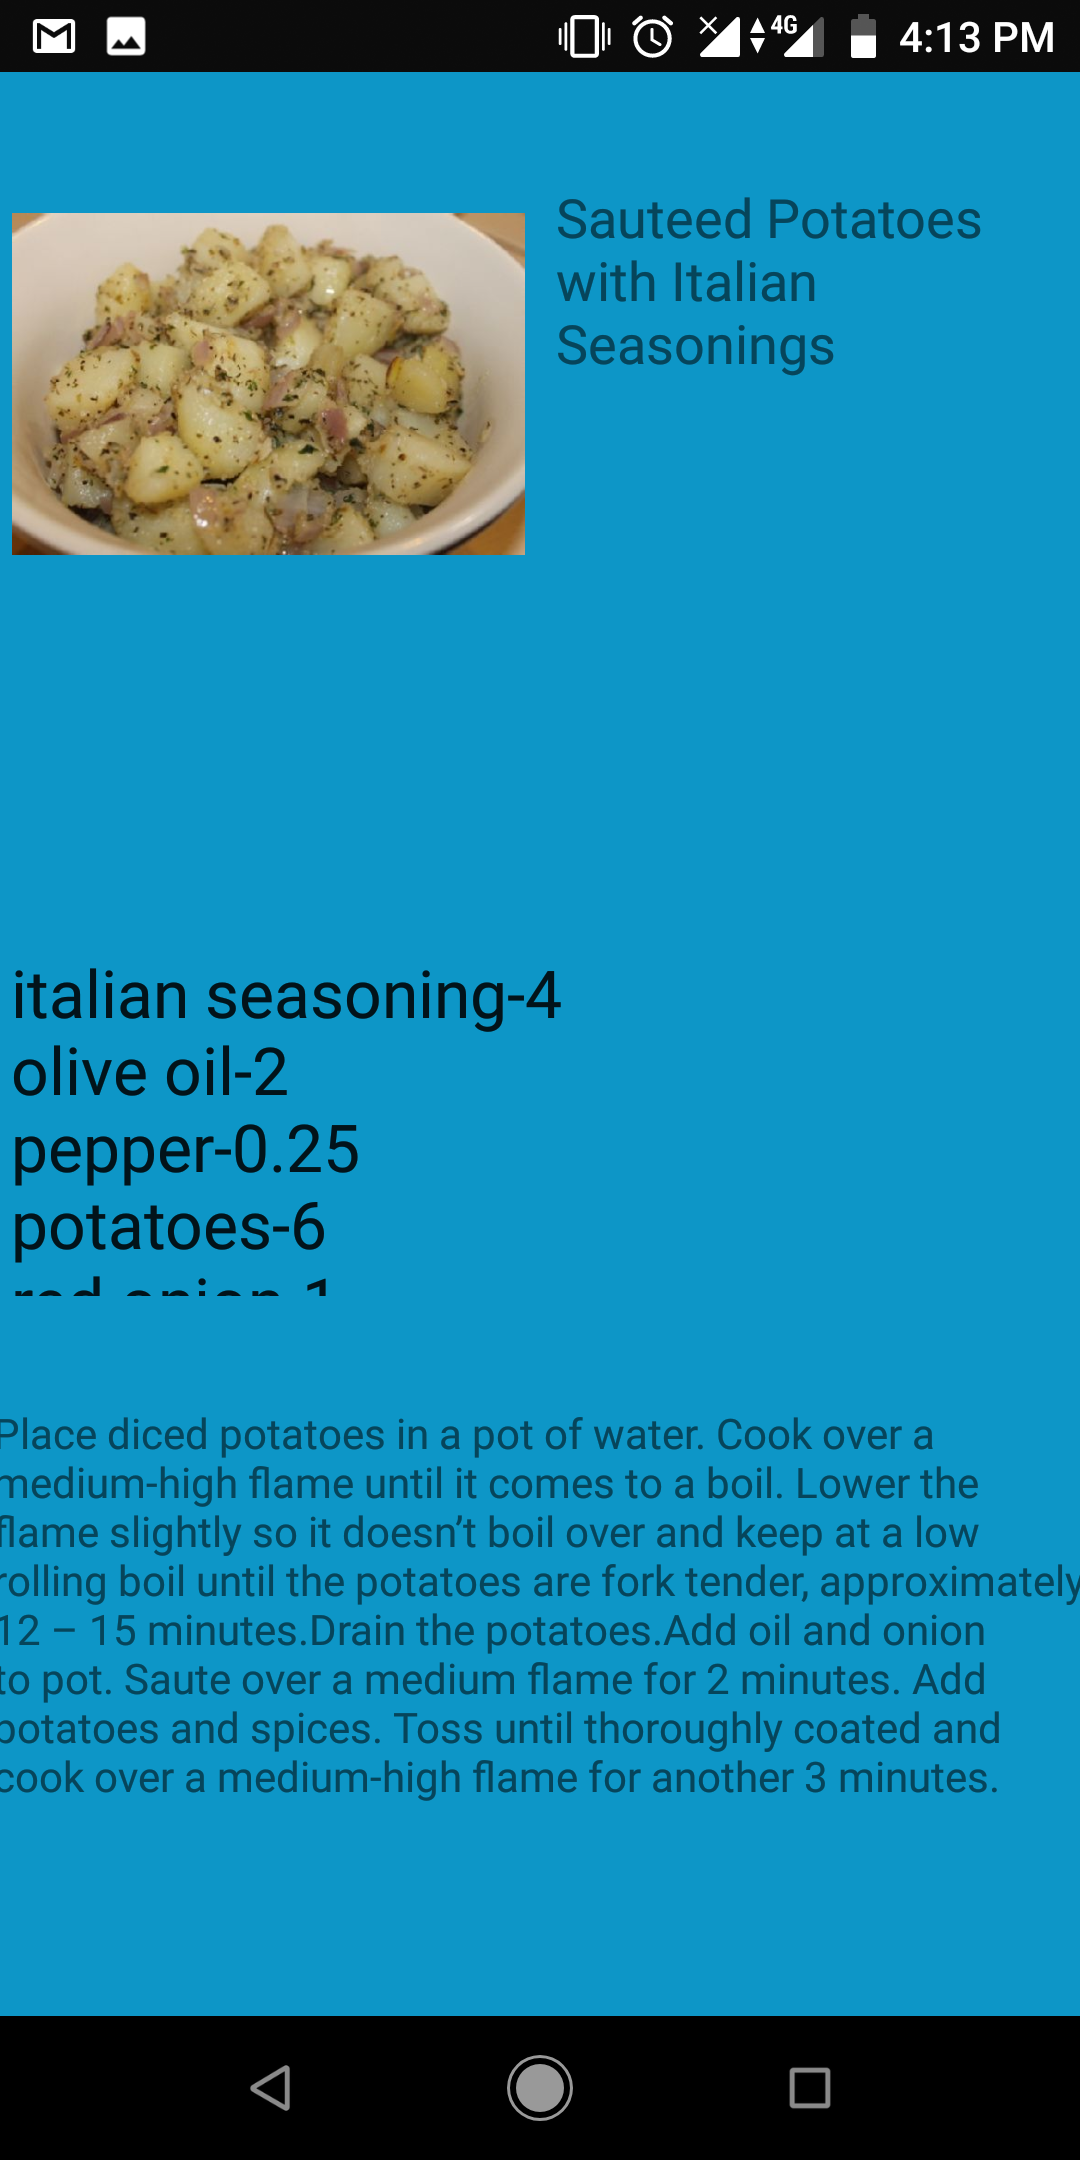 4G 4:13 PM
Sauteed Potatoes
with Italian
Seasonings
italian seasoning-4
olive oil-2
pepper-0.25
potatoes-6
red onion-1
Place diced potatoes in a pot of water. Cook over a
medium-high flame until it comes to a boil. Lower the
flame slightly so it doesn’t boil over and keep at a low
rolling boil until the potatoes are fork tender, approximately
12 – 15 minutes.Drain the potatoes.Add oil and onion
to pot. Saute over a medium flame for 2 minutes. Add
potatoes and spices. Toss until thoroughly coated and
cook over a medium-high flame for another 3 minutes.